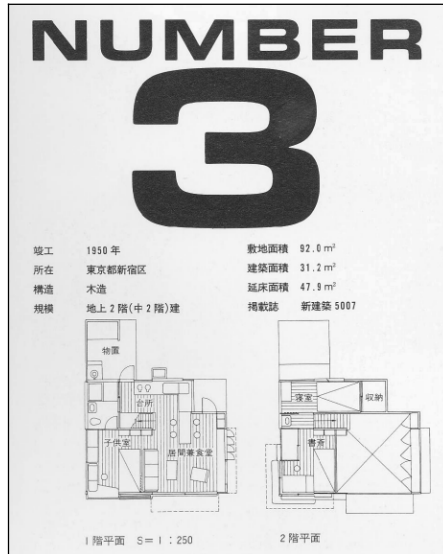 NUMBER
3
竣工 1950年
所在 東京都新宿区
構造 木造
規模 地上2階(中2階)建
敷地面積 92.0m²
建築面積 31.2m²
延床面積 47.9m²
掲載誌 新建築5007
物置
台所
子供室
居間兼食堂
寝室
収納
書斎
1階平面 S=1:250
2階平面